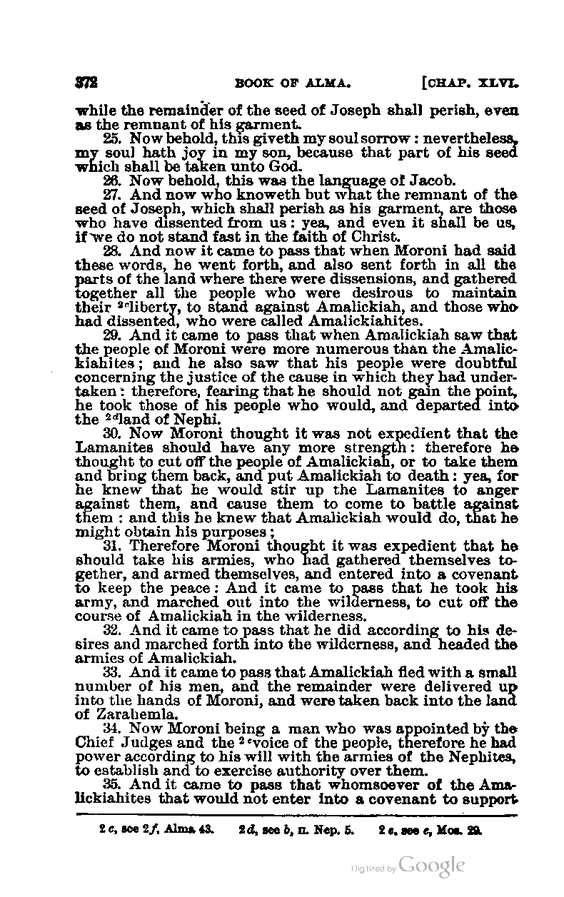 372 BOOK OF ALMA. [CHAP. XLVI.
while the remainder of the seed of Joseph shall perish, even
as the remnant of his garment.
25. Now behold, this giveth my soul sorrow : nevertheless,
my soul hath joy in my son, because that part of his seed
which shall be taken unto God.
26. Now behold, this was the language of Jacob.
27. And now who knoweth but what the remnant of the
seed of Joseph, which shall perish as his garment, are those
who have dissented from us : yea, and even it shall be us,
if we do not stand fast in the faith of Christ.
28. And now it came to pass that when Moroni had said
these words, he went forth, and also sent forth in all the
parts of the land where there were dissensions, and gathered
together all the people who were desirous to maintain
their 2cliberty, to stand against Amalickiah, and those who
had dissented, who were called Amalickiahites.
29. And it came to pass that when Amalickiah saw that
the people of Moroni were more numerous than the Amalic-
kiahites ; and he also saw that his people were doubtful
concerning the justice of the cause in which they had under-
taken : therefore, fearing that he should not gain the point,
he took those of his people who would, and departed into
the 2dland of Nephi.
30. Now Moroni thought it was not expedient that the
Lamanites should have any more strength : therefore he
thought to cut off the people of Amalickiah, or to take them
and bring them back, and put Amalickiah to death : yea, for
he knew that he would stir up the Lamanites to anger
against them, and cause them to come to battle against
them : and this he knew that Amalickiah would do, that he
might obtain his purposes ;
31. Therefore Moroni thought it was expedient that he
should take his armies, who had gathered themselves to-
gether, and armed themselves, and entered into a covenant
to keep the peace : And it came to pass that he took his
army, and marched out into the wilderness, to cut off the
course of Amalickiah in the wilderness.
32. And it came to pass that he did according to his de-
sires and marched forth into the wilderness, and headed the
armies of Amalickiah.
33. And it came to pass that Amalickiah fled with a small
number of his men, and the remainder were delivered up
into the hands of Moroni, and were taken back into the land
of Zarahemla.
34. Now Moroni being a man who was appointed by the
Chief Judges and the 2evoice of the people, therefore he had
power according to his will with the armies of the Nephites,
to establish and to exercise authority over them.
35. And it came to pass that whomsoever of the Ama-
lickiahites that would not enter into a covenant to support
2 c, see 2f, Alma 43. 2d, see b, II. Nep. 5. 2 e, see e, Mos. 29.
Digitized by Google